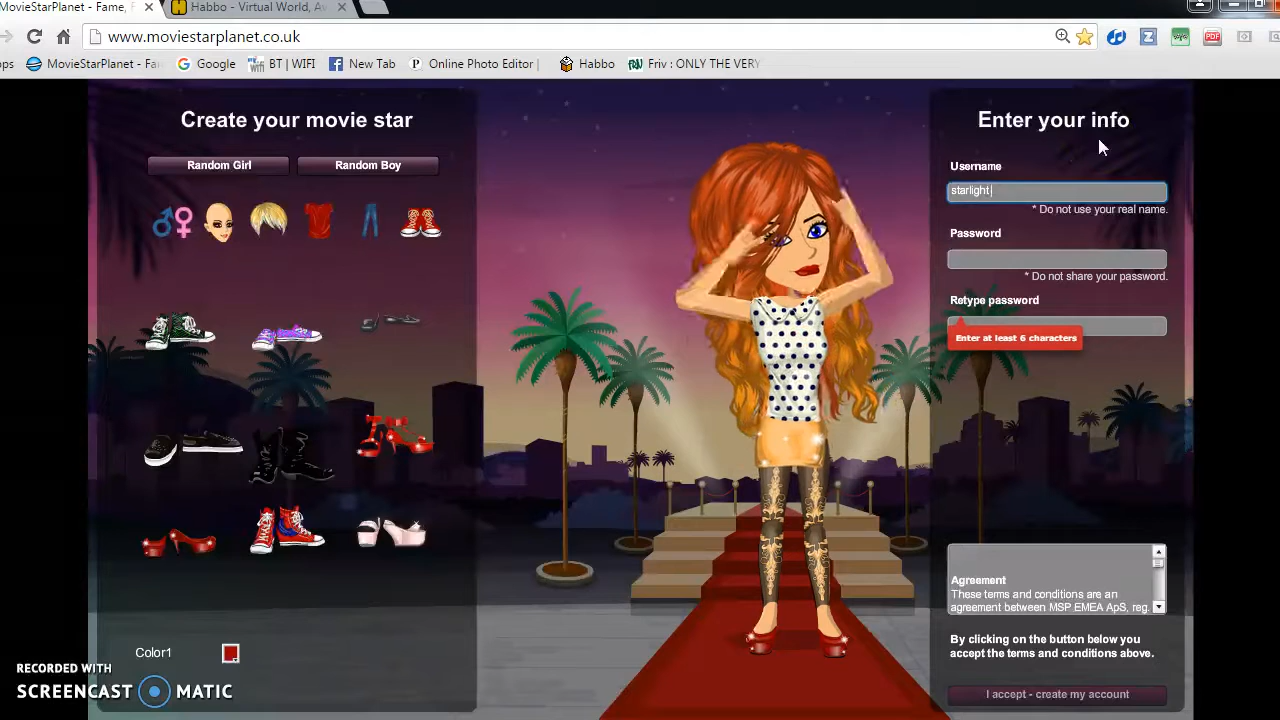 MovieStarPlanet - Fame, F
Habbo - Virtual World, Av
www.moviestarplanet.co.uk
ps
MovieStarPlanet - Fa
Google
BT | WIFI
New Tab
Online Photo Editor |
Habbo
Friv : ONLY THE VERY
Create your movie star
Random Girl
Random Boy
Color1
RECORDED WITH
SCREENCAST MATIC
Enter your info
Username
starlight
* Do not use your real name.
Password
* Do not share your password.
Retype password
Enter at least 6 characters
Agreement
These terms and conditions are an
agreement between MSP EMEA ApS, reg.
By clicking on the button below you
accept the terms and conditions above.
I accept - create my account